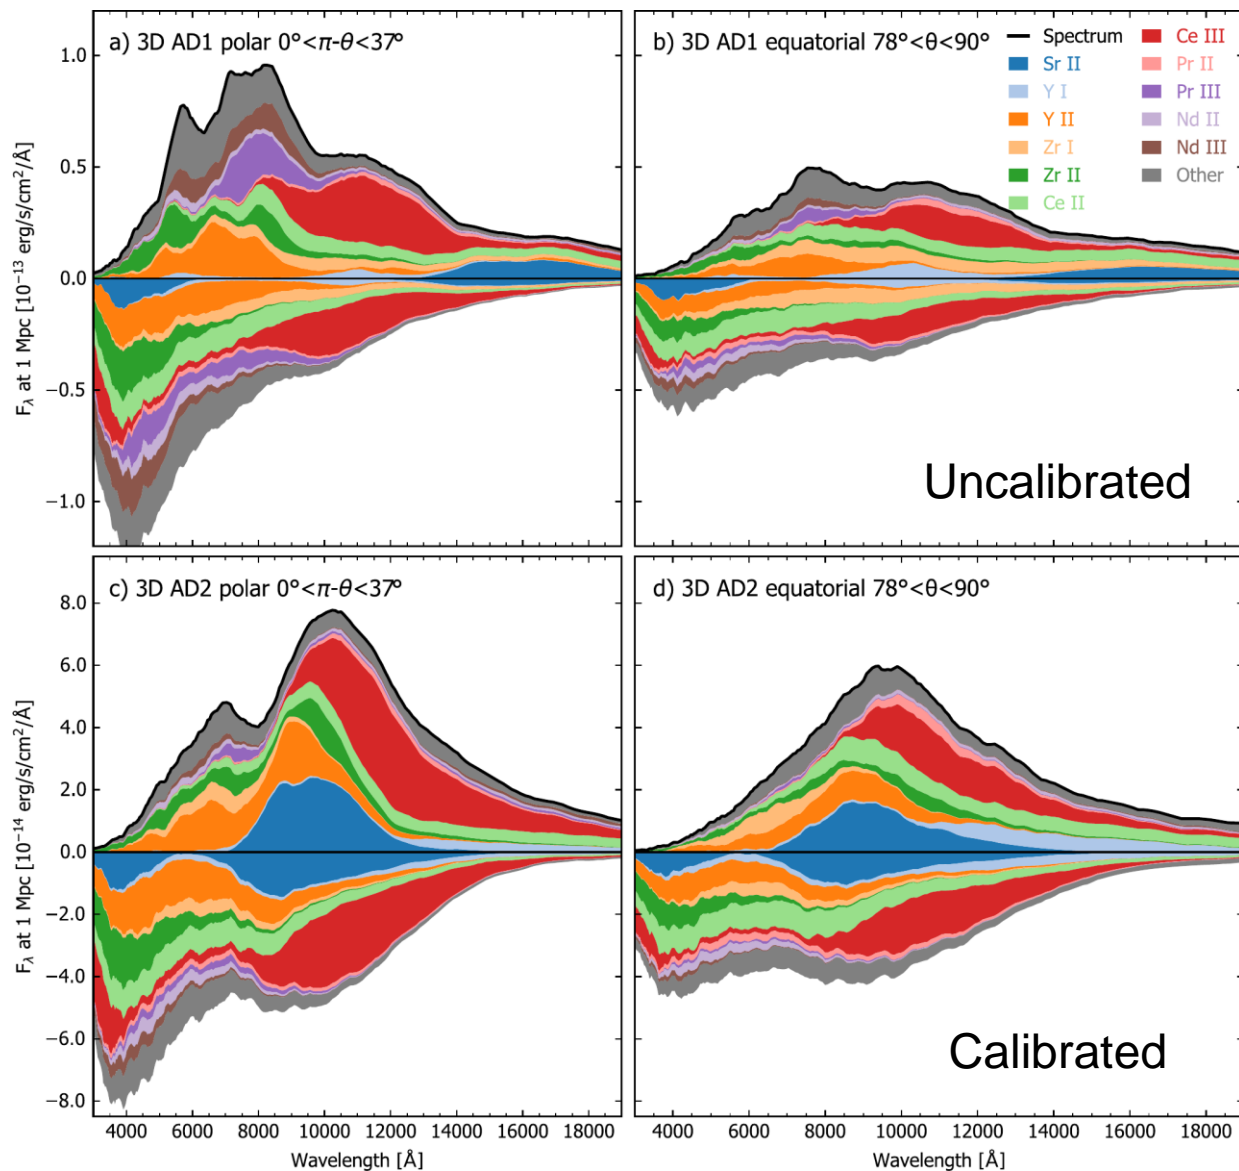 a) 3D AD1 polar 0°<π-θ<37°
b) 3D AD1 equatorial 78°<θ<90°
Spectrum
Sr II
Y I
Y II
Zr I
Zr II
Ce II
Ce III
Pr II
Pr III
Nd II
Nd III
Other
1.0
0.5
0.0
−0.5
−1.0
F_λ at 1 Mpc [10⁻¹³ erg/s/cm²/Å]
Uncalibrated
c) 3D AD2 polar 0°<π-θ<37°
d) 3D AD2 equatorial 78°<θ<90°
8.0
6.0
4.0
2.0
0.0
−2.0
−4.0
−6.0
−8.0
F_λ at 1 Mpc [10⁻¹⁴ erg/s/cm²/Å]
Calibrated
4000 6000 8000 10000 12000 14000 16000 18000
4000 6000 8000 10000 12000 14000 16000 18000
Wavelength [Å]
Wavelength [Å]